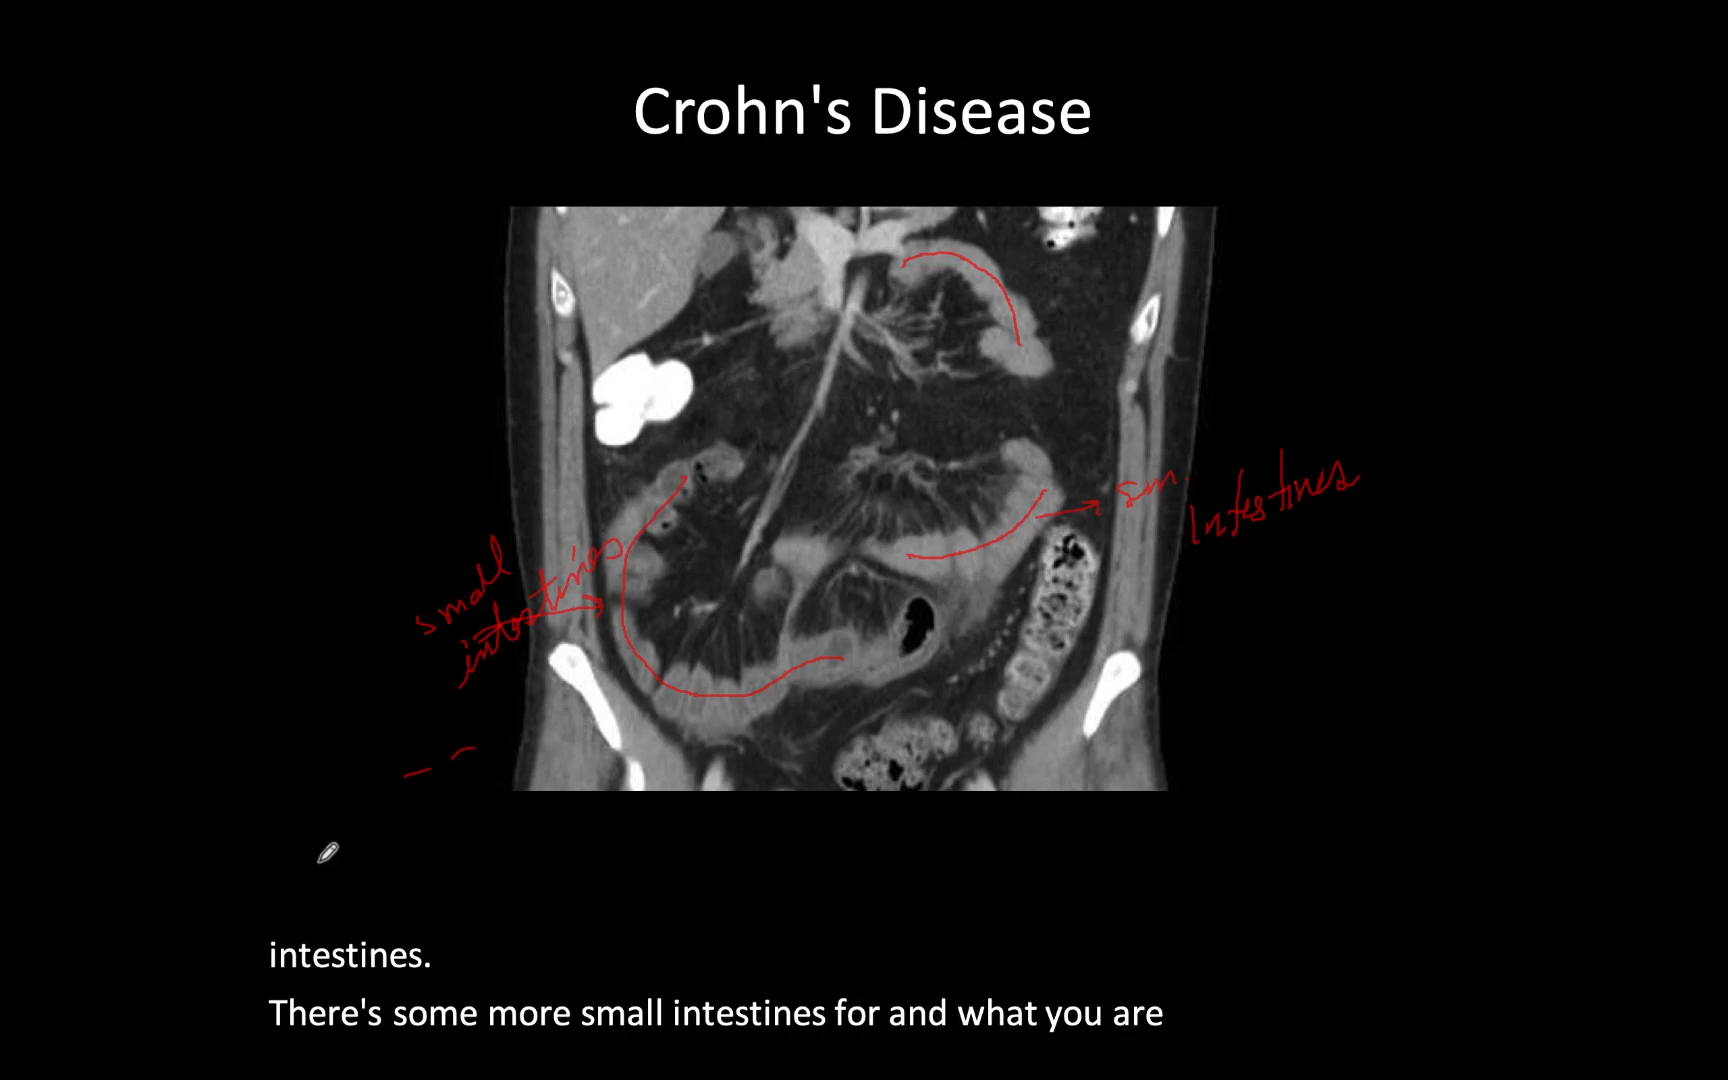 Crohn's Disease
sm.
Intestines
small
intestines
intestines.
There's some more small intestines for and what you are